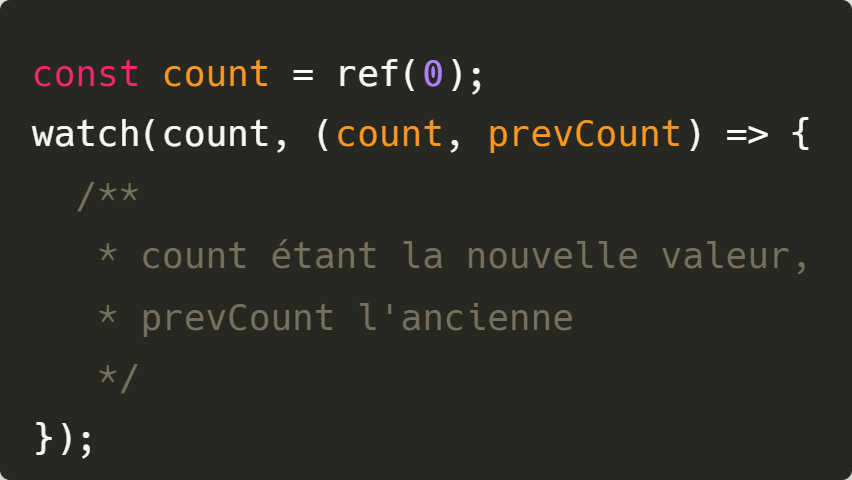 const count = ref(0);
watch(count, (count, prevCount) => {
  /**
   * count étant la nouvelle valeur,
   * prevCount l'ancienne
   */
});